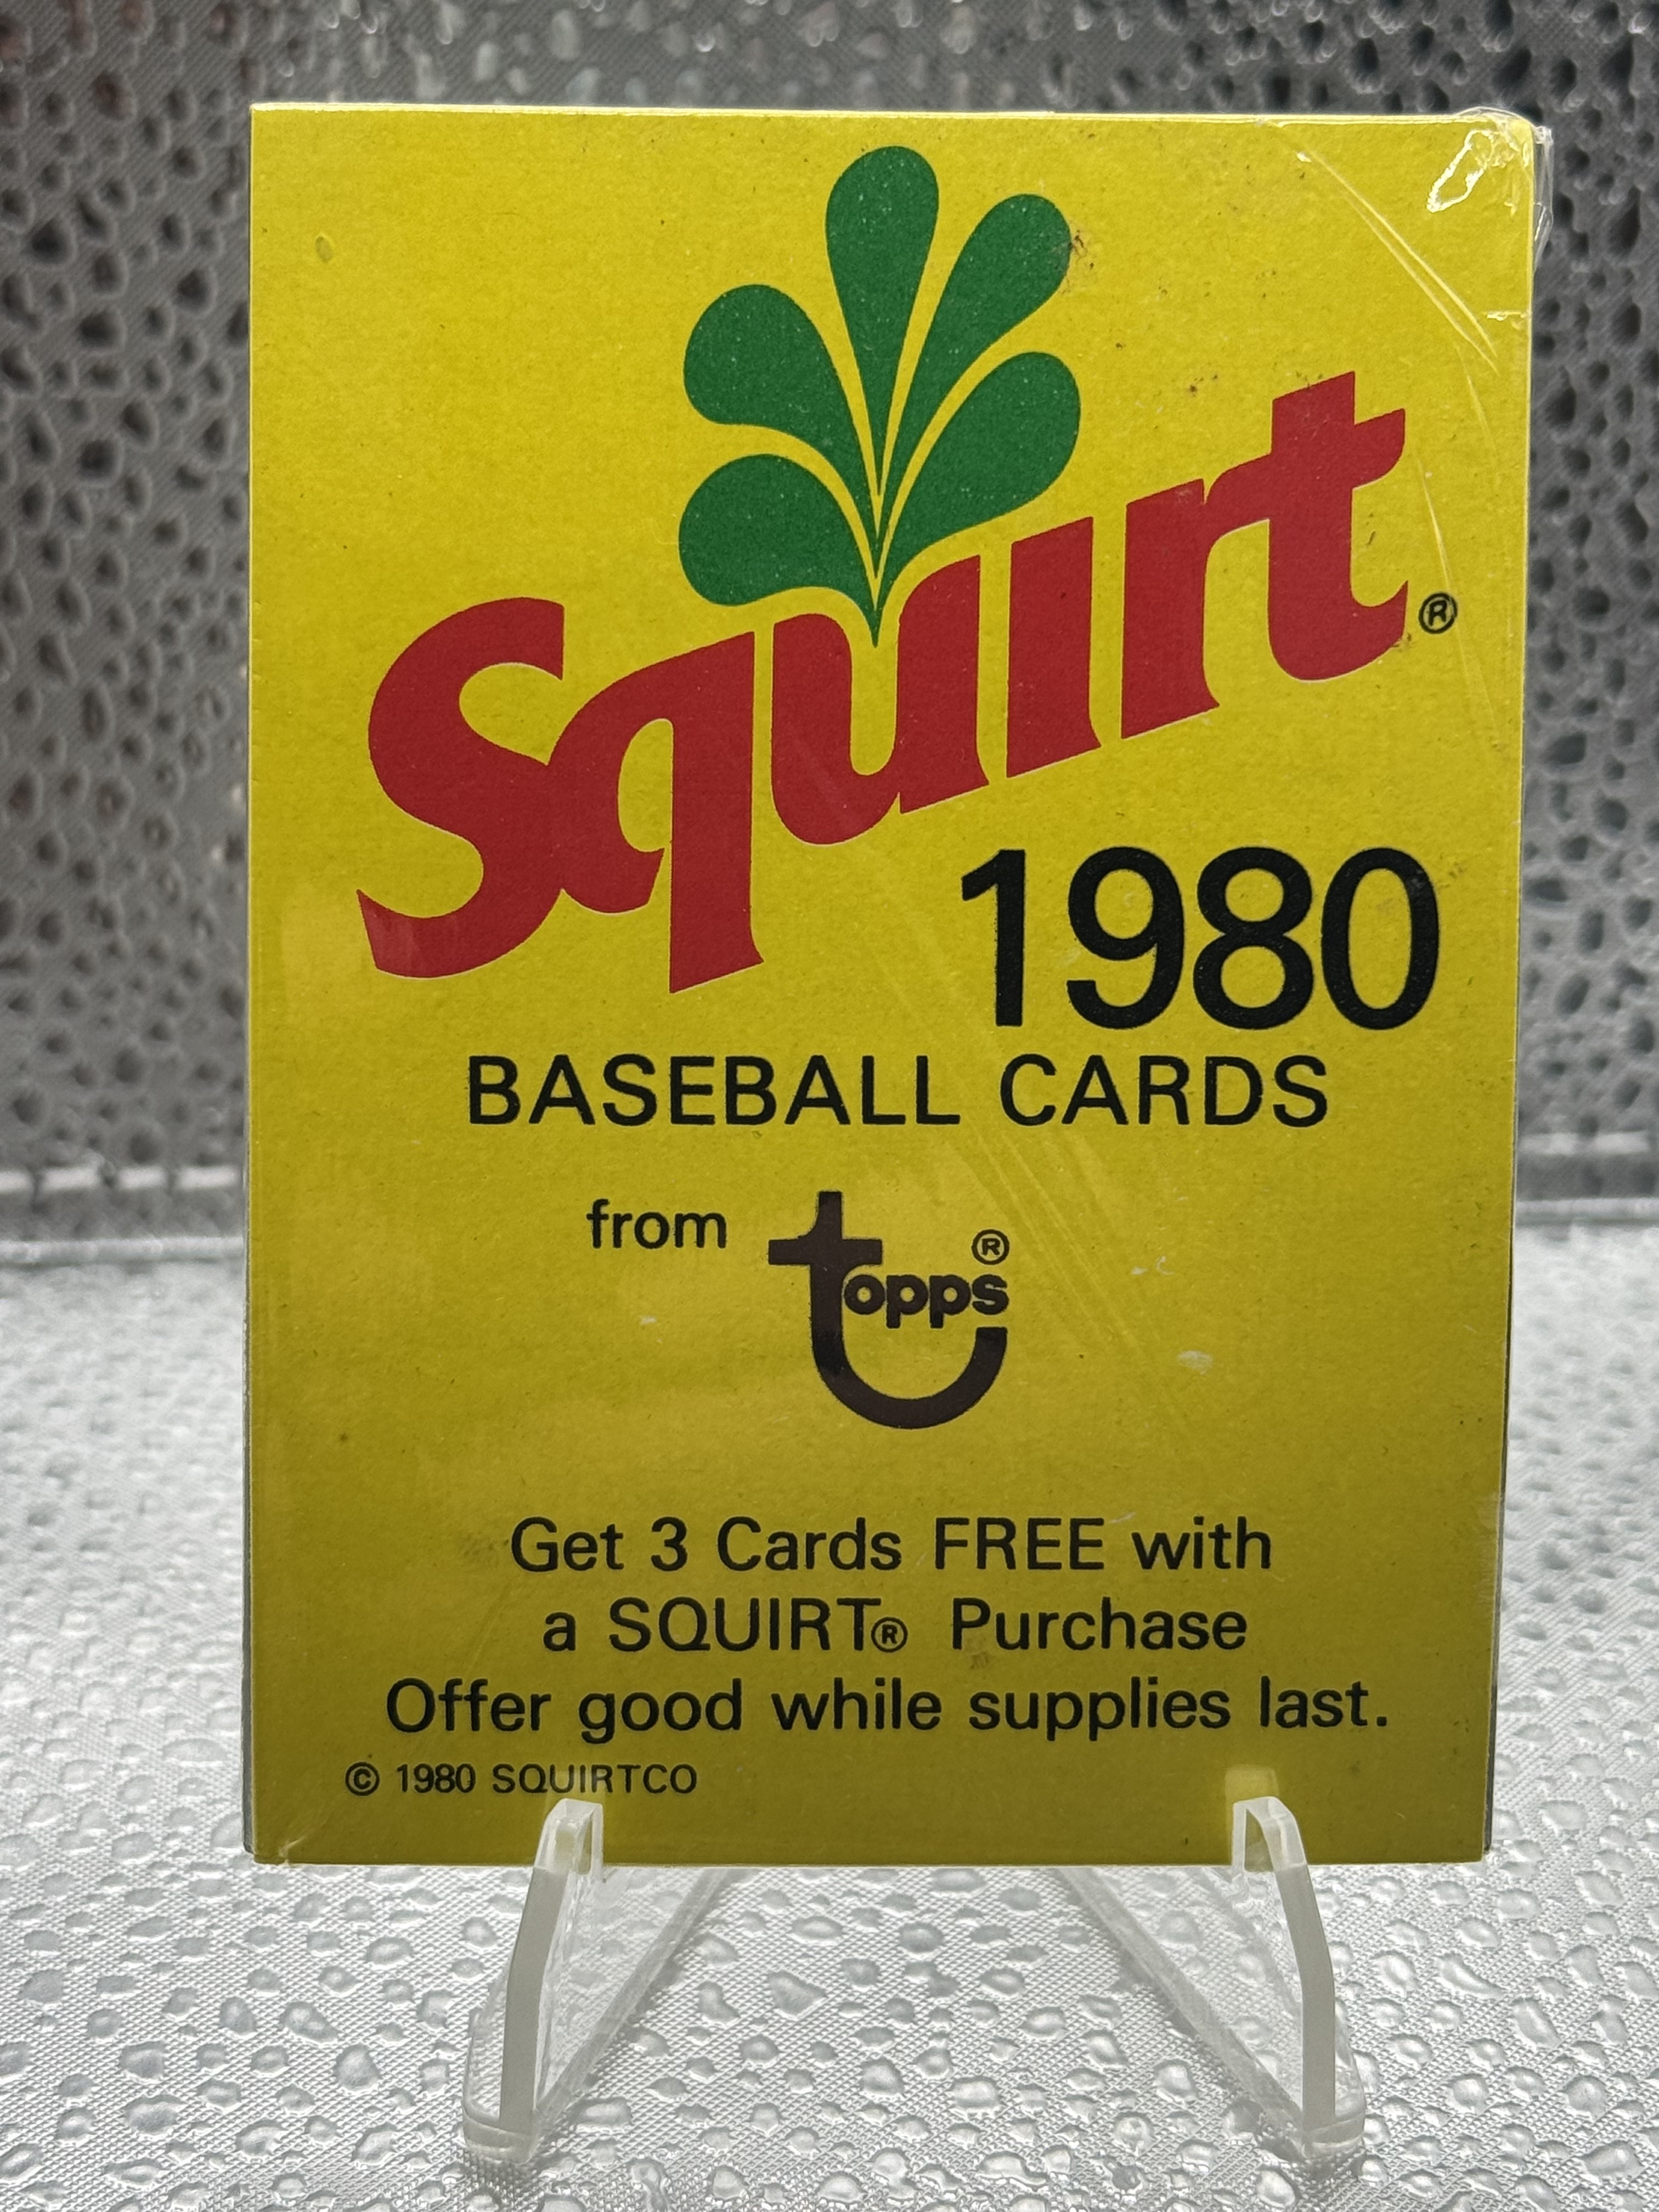 Squirt®
1980
BASEBALL CARDS
from topps®
Get 3 Cards FREE with
a SQUIRT® Purchase
Offer good while supplies last.
© 1980 SQUIRTCO